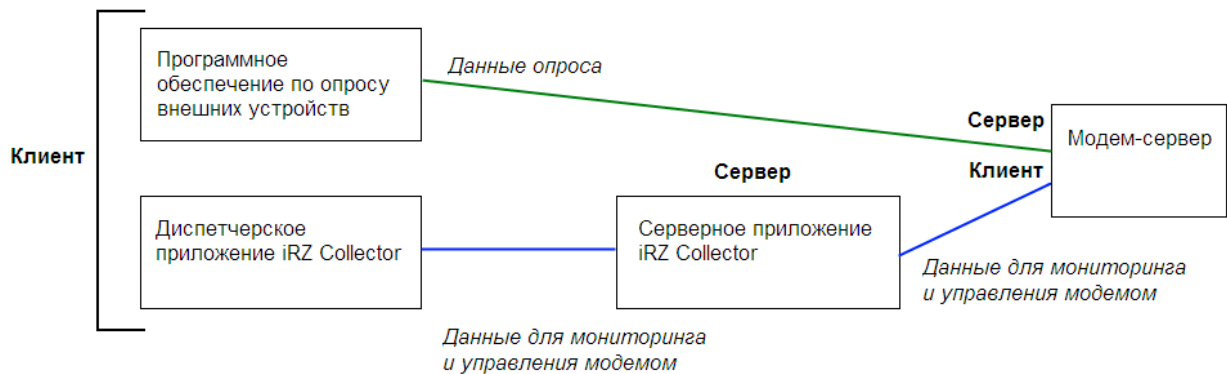 Программное
обеспечение по опросу
внешних устройств
Данные опроса
Сервер
Модем-сервер
Клиент
Клиент
Сервер
Диспетчерское
приложение iRZ Collector
Серверное приложение
iRZ Collector
Данные для мониторинга
и управления модемом
Данные для мониторинга
и управления модемом